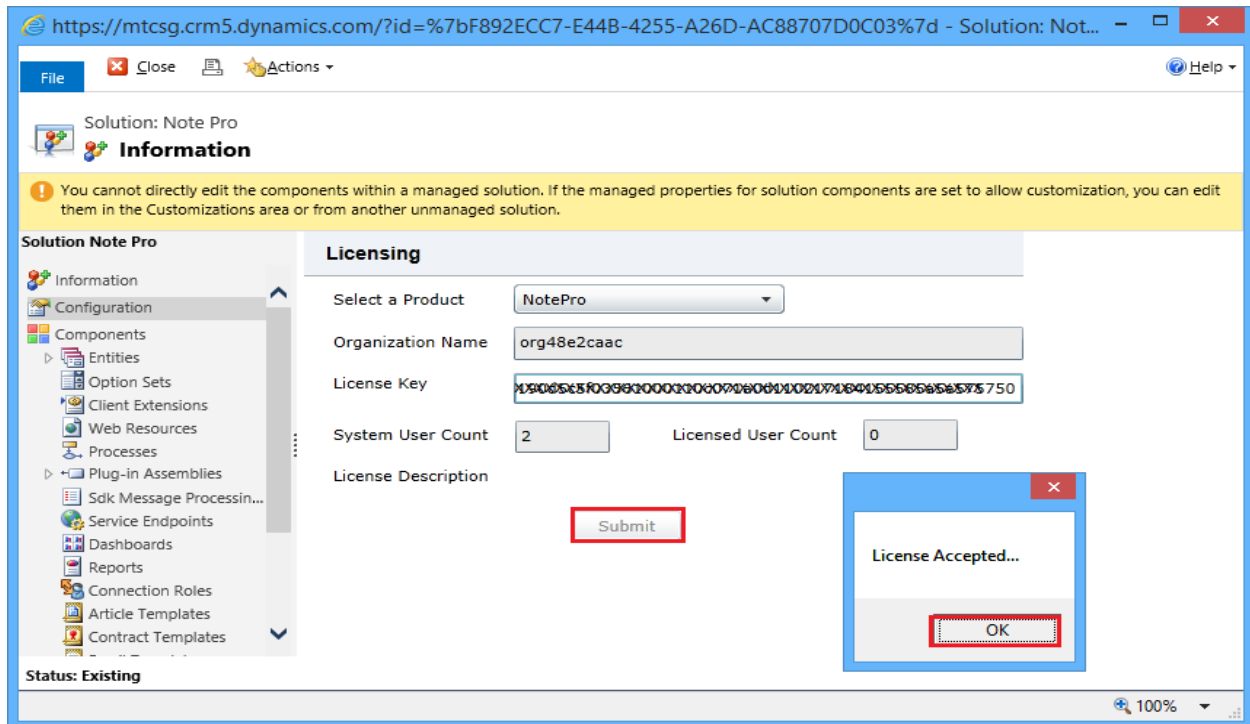 https://mtcsg.crm5.dynamics.com/?id=%7bF892ECC7-E44B-4255-A26D-AC88707D0C03%7d - Solution: Not...
File
Close
Actions
Help
Solution: Note Pro
Information
You cannot directly edit the components within a managed solution. If the managed properties for solution components are set to allow customization, you can edit
them in the Customizations area or from another unmanaged solution.
Solution Note Pro
Information
Configuration
Components
Entities
Option Sets
Client Extensions
Web Resources
Processes
Plug-in Assemblies
Sdk Message Processin...
Service Endpoints
Dashboards
Reports
Connection Roles
Article Templates
Contract Templates
Licensing
Select a Product NotePro
Organization Name org48e2caac
License Key
System User Count 2 Licensed User Count 0
License Description
Submit
License Accepted...
OK
Status: Existing
100%